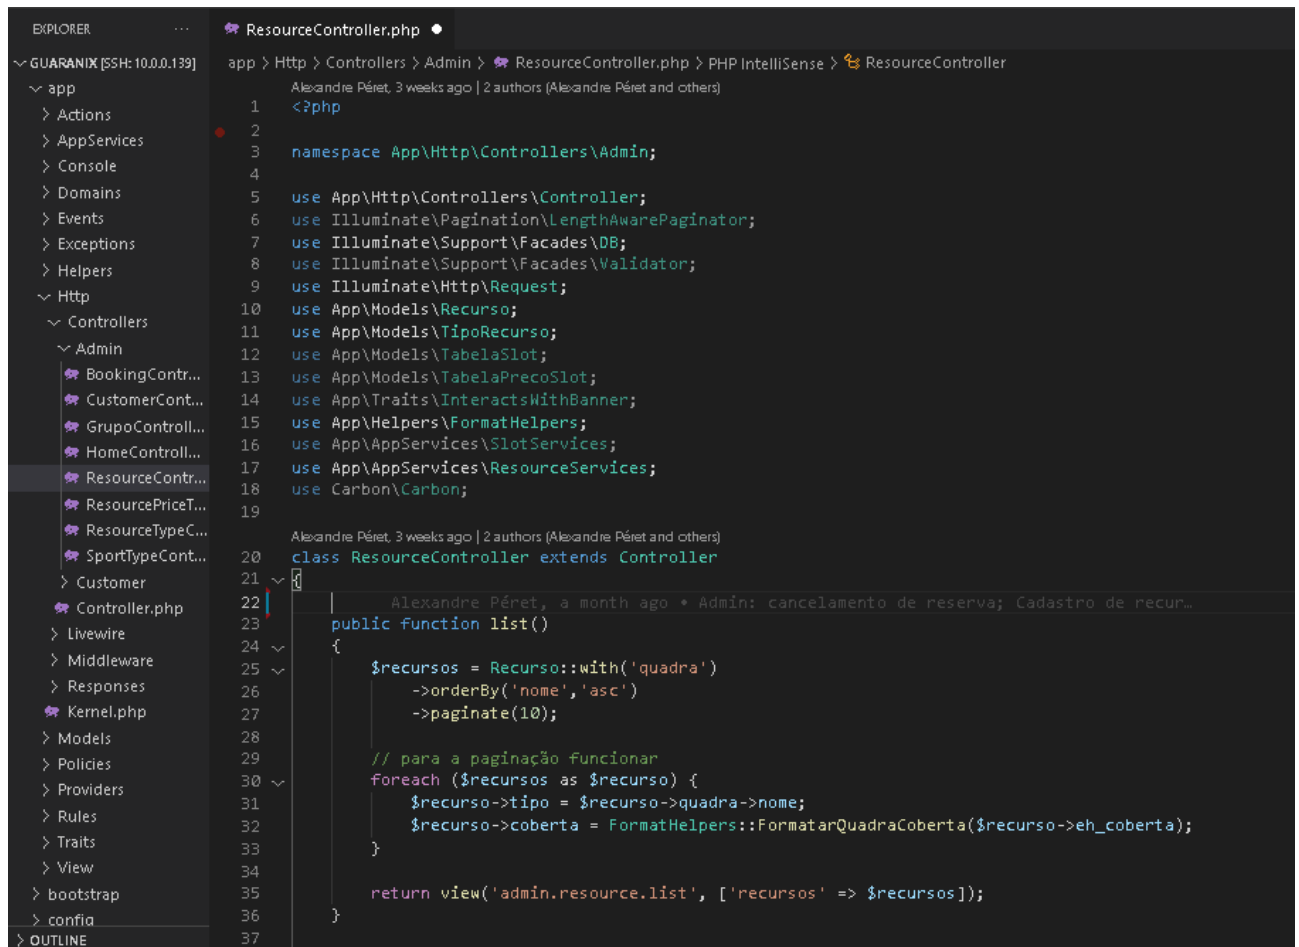 EXPLORER ...
GUARANIX [SSH: 10.0.0.139]
app
Actions
AppServices
Console
Domains
Events
Exceptions
Helpers
Http
Controllers
Admin
BookingContr...
CustomerCont...
GrupoControll...
HomeControll...
ResourceContr...
ResourcePriceT...
ResourceTypeC...
SportTypeCont...
Customer
Controller.php
Livewire
Middleware
Responses
Kernel.php
Models
Policies
Providers
Rules
Traits
View
bootstrap
config
OUTLINE
ResourceController.php
app > Http > Controllers > Admin > ResourceController.php > PHP IntelliSense > ResourceController
Alexandre Péret, 3 weeks ago | 2 authors (Alexandre Péret and others)
1 <?php
2
3 namespace App\Http\Controllers\Admin;
4
5 use App\Http\Controllers\Controller;
6 use Illuminate\Pagination\LengthAwarePaginator;
7 use Illuminate\Support\Facades\DB;
8 use Illuminate\Support\Facades\Validator;
9 use Illuminate\Http\Request;
10 use App\Models\Recurso;
11 use App\Models\TipoRecurso;
12 use App\Models\TabelaSlot;
13 use App\Models\TabelaPrecoSlot;
14 use App\Traits\InteractsWithBanner;
15 use App\Helpers\FormatHelpers;
16 use App\AppServices\SlotServices;
17 use App\AppServices\ResourceServices;
18 use Carbon\Carbon;
19
Alexandre Péret, 3 weeks ago | 2 authors (Alexandre Péret and others)
20 class ResourceController extends Controller
21 {
22 Alexandre Péret, a month ago • Admin: cancelamento de reserva; Cadastro de recur…
23 public function list()
24 {
25 $recursos = Recurso::with('quadra')
26 ->orderBy('nome','asc')
27 ->paginate(10);
28
29 // para a paginação funcionar
30 foreach ($recursos as $recurso) {
31 $recurso->tipo = $recurso->quadra->nome;
32 $recurso->coberta = FormatHelpers::FormatarQuadraCoberta($recurso->eh_coberta);
33 }
34
35 return view('admin.resource.list', ['recursos' => $recursos]);
36 }
37